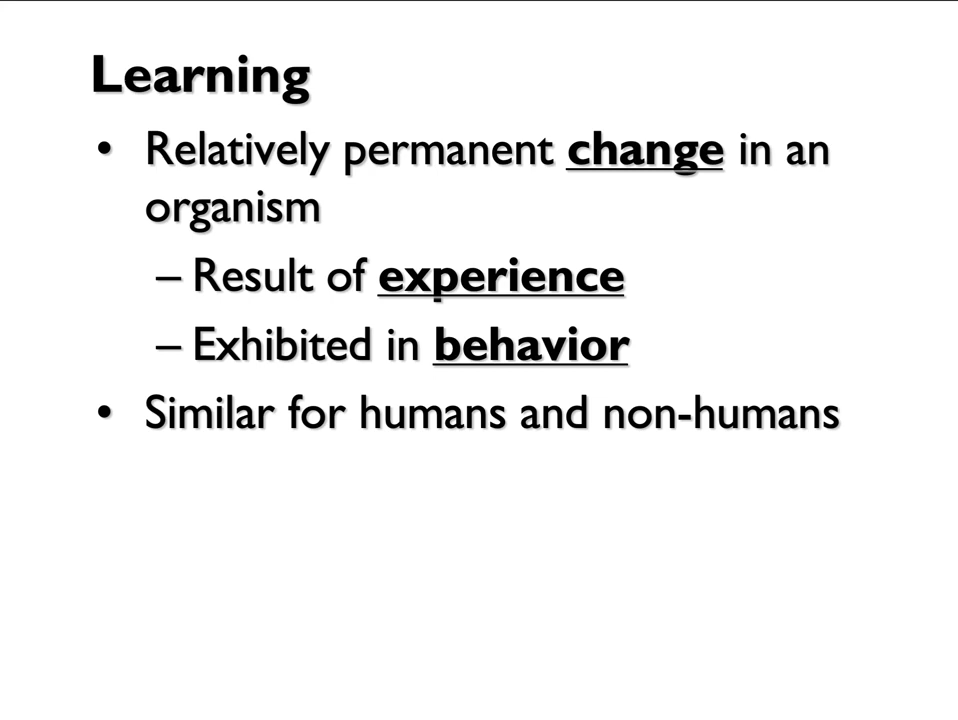 Learning
• Relatively permanent change in an
organism
– Result of experience
– Exhibited in behavior
• Similar for humans and non-humans